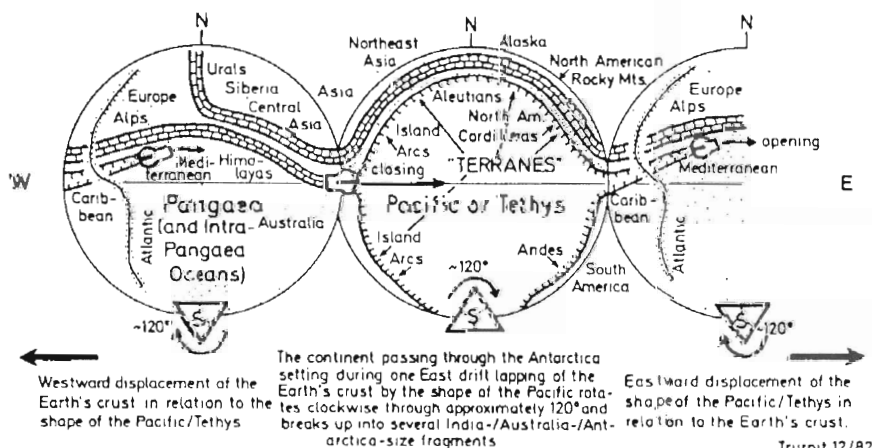 N
N
N
Northeast
Asia
Alaska
North American
Rocky Mts.
Urals
Siberia
Central
Asia
Asia
Europe
Alps
Aleutians
North Am.
Cordilleras
Island
Arcs
"TERRANES"
closing
Europe
Alps
opening
Mediterranean
Medi-
terranean
Hima-
layas
W
E
Carib-
bean
Atlantic
Pangaea
(and Intra-
Pangaea
Oceans)
Australia
Pacific or Tethys
Carib-
bean
Atlantic
Island
Arcs
Andes
South
America
~120°
S
~120°
S
S
~120°
Westward displacement of the
Earth's crust in relation to the
shape of the Pacific/Tethys
The continent passing through the Antarctica
setting during one East drift lapping of the
Earth's crust by the shape of the Pacific rota-
tes clockwise through approximately 120° and
breaks up into several India-/Australia-/Ant-
arctica-size fragments
Eastward displacement of the
shape of the Pacific/Tethys in
relation to the Earth's crust.
Trurnit 12/82